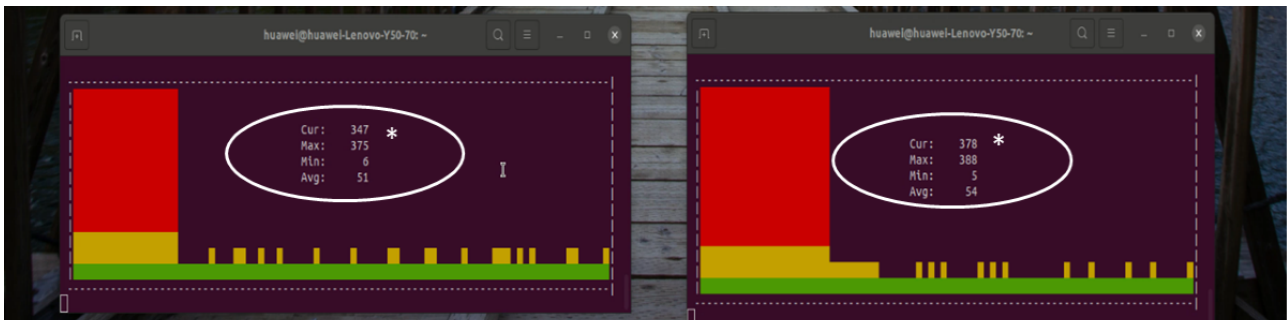 huawei@huawei-Lenovo-Y50-70: ~
Cur: 347 *
Max: 375
Min: 6
Avg: 51
huawei@huawei-Lenovo-Y50-70: ~
Cur: 378 *
Max: 388
Min: 5
Avg: 54